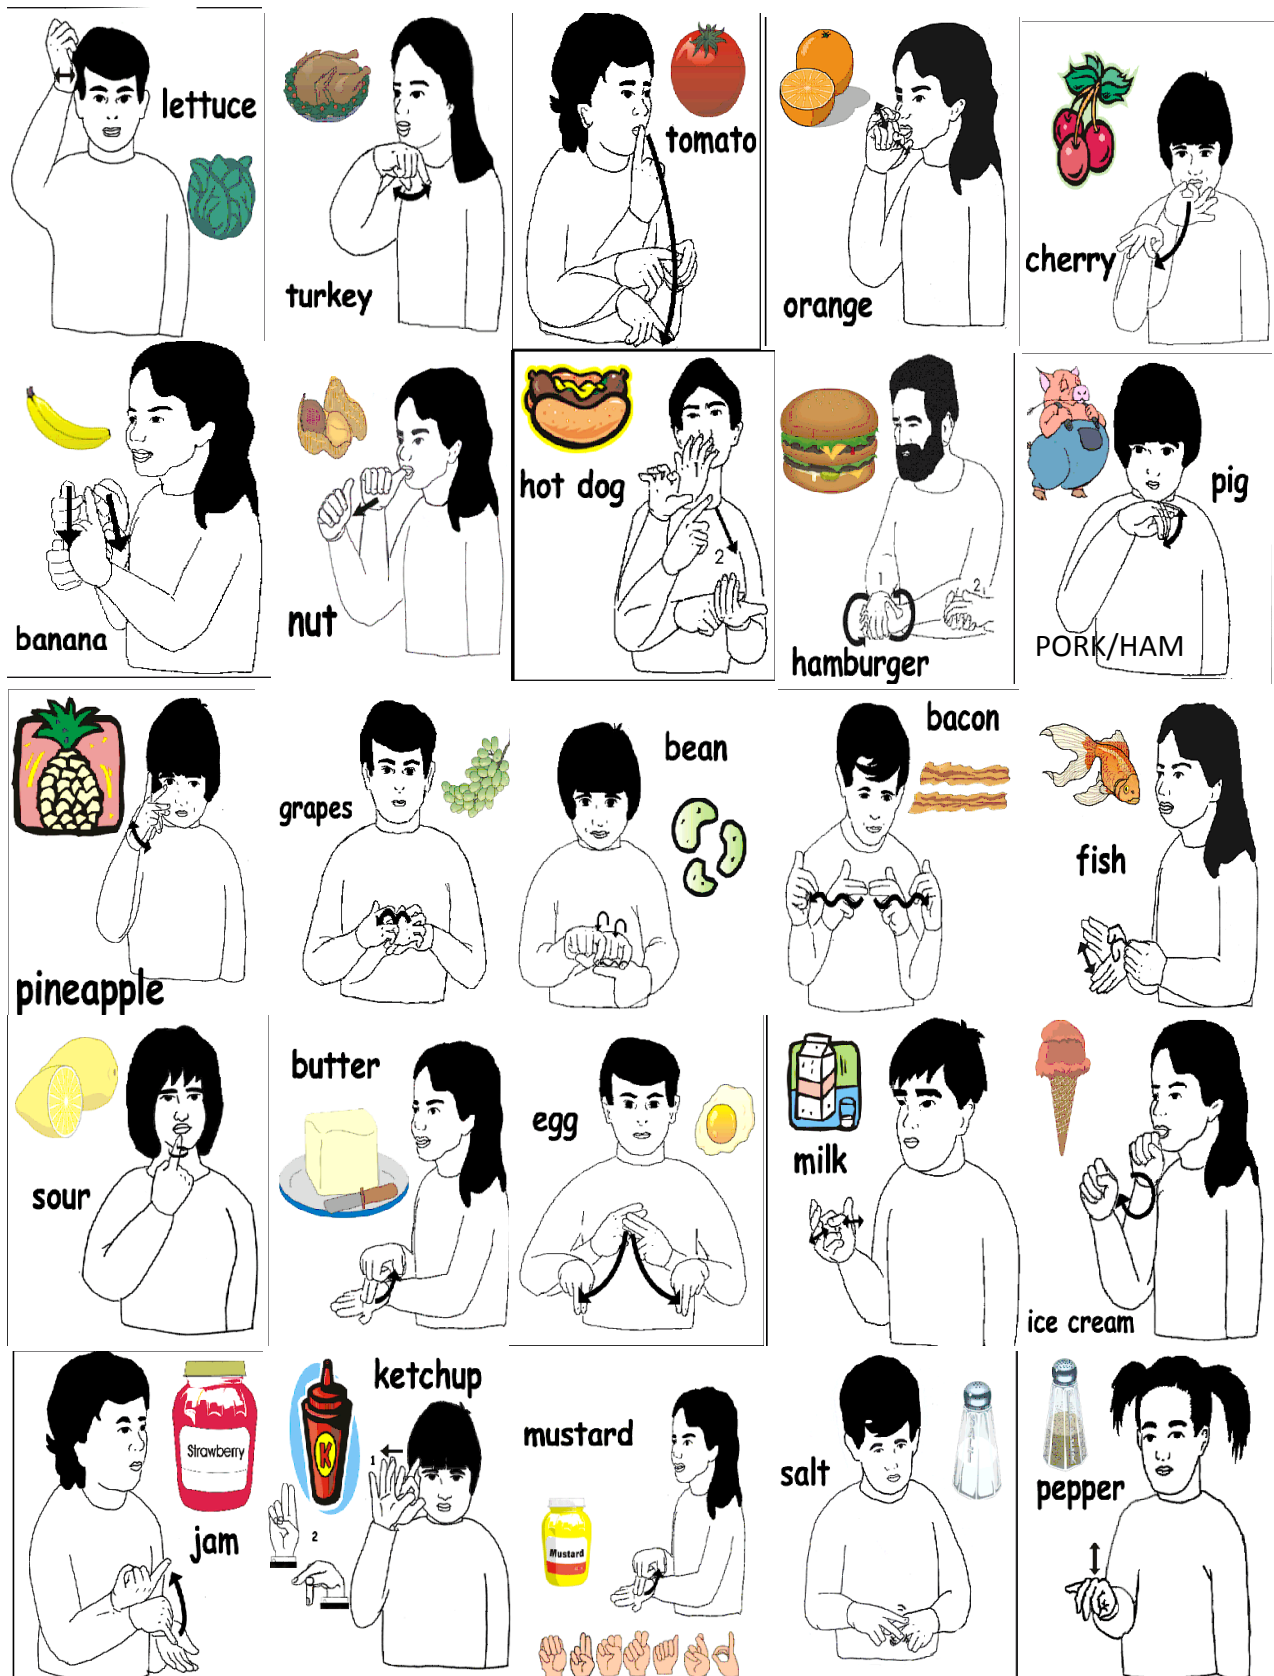 lettuce
turkey
tomato
orange
cherry
banana
nut
hot dog
2
1
2
hamburger
pig
PORK/HAM
pineapple
grapes
bean
bacon
fish
sour
butter
egg
milk
ice cream
Strawberry
jam
ketchup
K
1
2
mustard
Mustard
salt
pepper